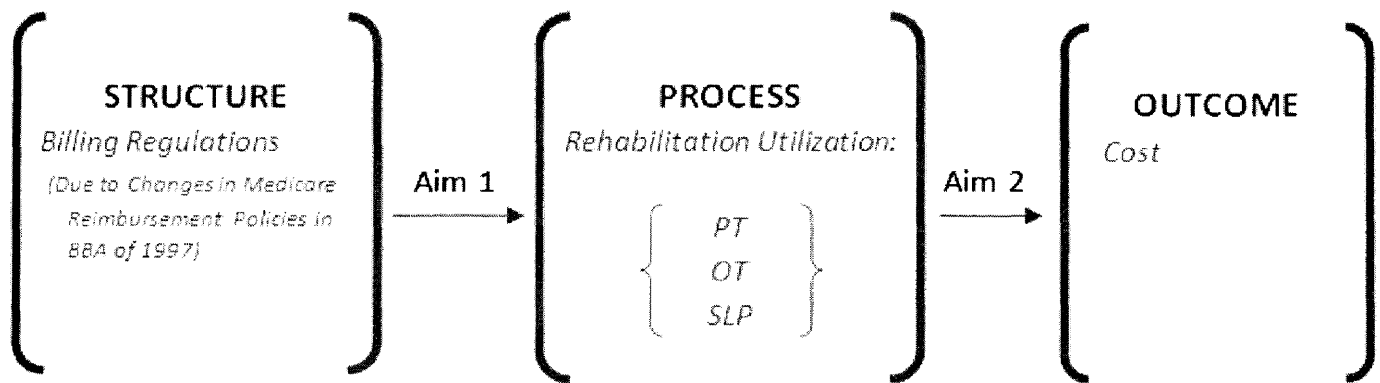 STRUCTURE
Billing Regulations
(Due to Changes in Medicare
Reimbursement Policies in
BBA of 1997)
Aim 1
PROCESS
Rehabilitation Utilization:
PT
OT
SLP
Aim 2
OUTCOME
Cost